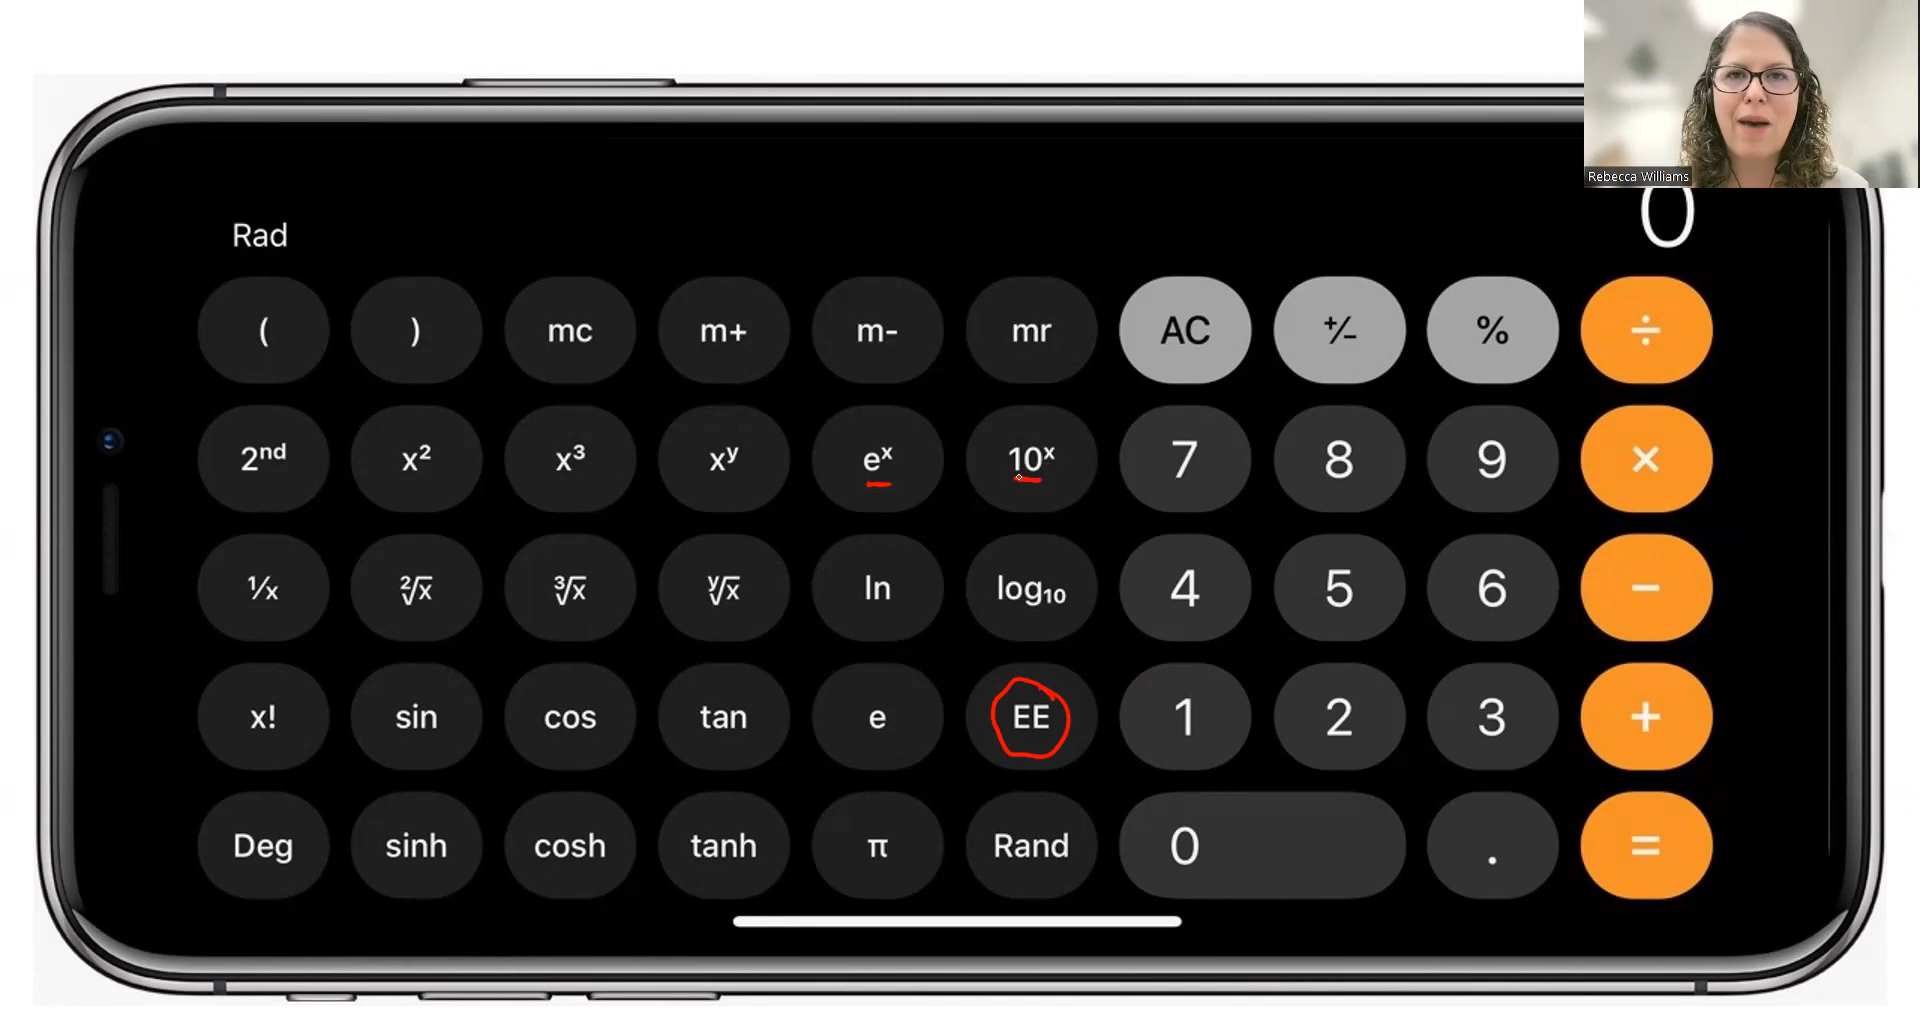 Rebecca Williams
Rad
0
( ) mc m+ m- mr AC ⁺⁄₋ % ÷
2ⁿᵈ x² x³ xʸ eˣ 10ˣ 7 8 9 ×
¹⁄ₓ ²√x ³√x ʸ√x ln log₁₀ 4 5 6 −
x! sin cos tan e EE 1 2 3 +
Deg sinh cosh tanh π Rand 0 . =